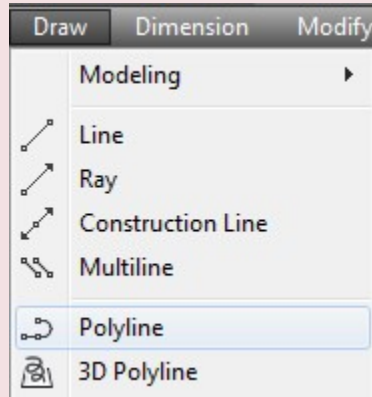 Draw Dimension Modify
Modeling
Line
Ray
Construction Line
Multiline
Polyline
3D Polyline